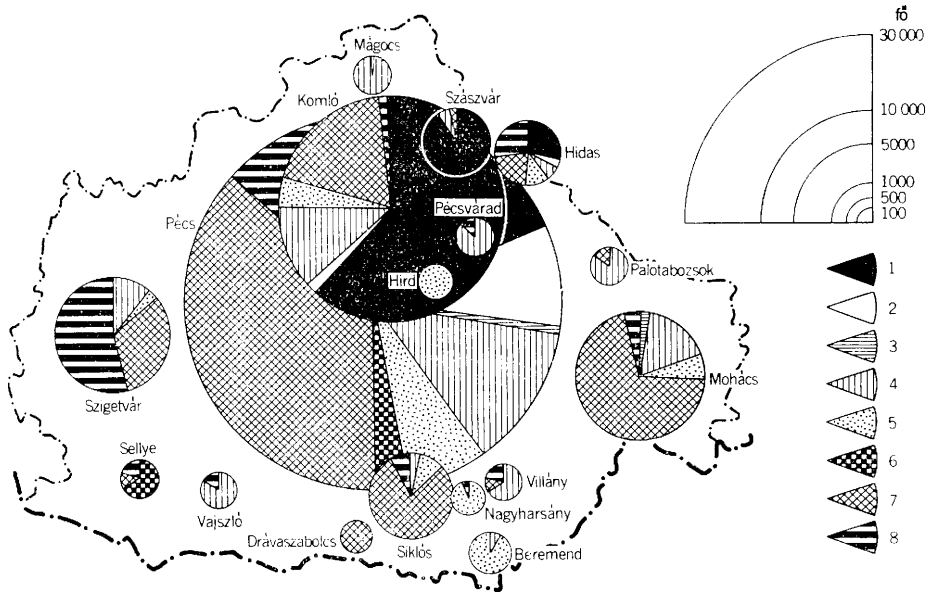 fő
30 000
10 000
5000
1000
500
100
Mágocs
Komló
Szászvár
Hidas
Pécs
Pécsvárad
Hird
Palotabozsok
Szigetvár
Mohács
Sellye
Vajszló
Villány
Nagyharsány
Drávaszabolcs
Siklós
Beremend
1
2
3
4
5
6
7
8